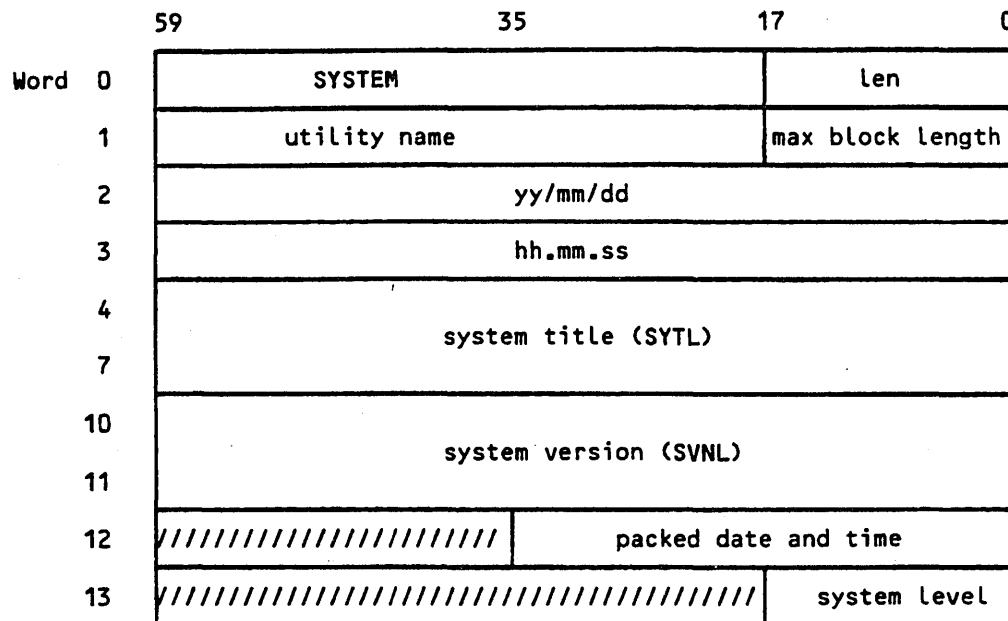 59 35 17 0
Word 0 SYSTEM len
1 utility name max block length
2 yy/mm/dd
3 hh.mm.ss
4
system title (SYTL)
7
10
system version (SVNL)
11
12 /////////////////////// packed date and time
13 ///////////////////////////////////////// system level